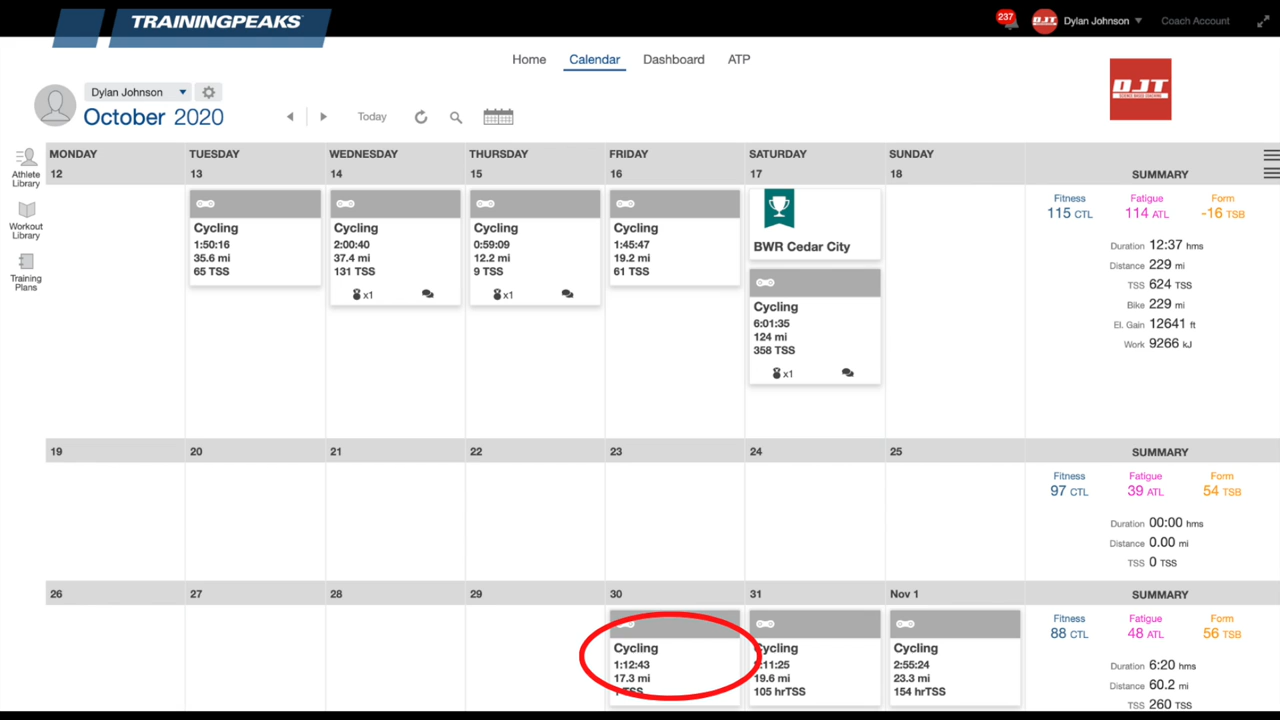 TRAININGPEAKS
237
DJT
Dylan Johnson
Coach Account
Home
Calendar
Dashboard
ATP
Dylan Johnson
October 2020
Today
DJT
SCIENCE BASED COACHING
Athlete
Library
Workout
Library
Training
Plans
MONDAY
TUESDAY
WEDNESDAY
THURSDAY
FRIDAY
SATURDAY
SUNDAY
12
13
14
15
16
17
18
SUMMARY
Cycling
1:50:16
35.6 mi
65 TSS
Cycling
2:00:40
37.4 mi
131 TSS
x1
Cycling
0:59:09
12.2 mi
9 TSS
x1
Cycling
1:45:47
19.2 mi
61 TSS
BWR Cedar City
Cycling
6:01:35
124 mi
358 TSS
x1
Fitness
115 CTL
Fatigue
114 ATL
Form
-16 TSB
Duration 12:37 hms
Distance 229 mi
TSS 624 TSS
Bike 229 mi
El. Gain 12641 ft
Work 9266 kJ
19
20
21
22
23
24
25
SUMMARY
Fitness
97 CTL
Fatigue
39 ATL
Form
54 TSB
Duration 00:00 hms
Distance 0.00 mi
TSS 0 TSS
26
27
28
29
30
31
Nov 1
SUMMARY
Cycling
1:12:43
17.3 mi
1 TSS
Cycling
:11:25
19.6 mi
105 hrTSS
Cycling
2:55:24
23.3 mi
154 hrTSS
Fitness
88 CTL
Fatigue
48 ATL
Form
56 TSB
Duration 6:20 hms
Distance 60.2 mi
TSS 260 TSS